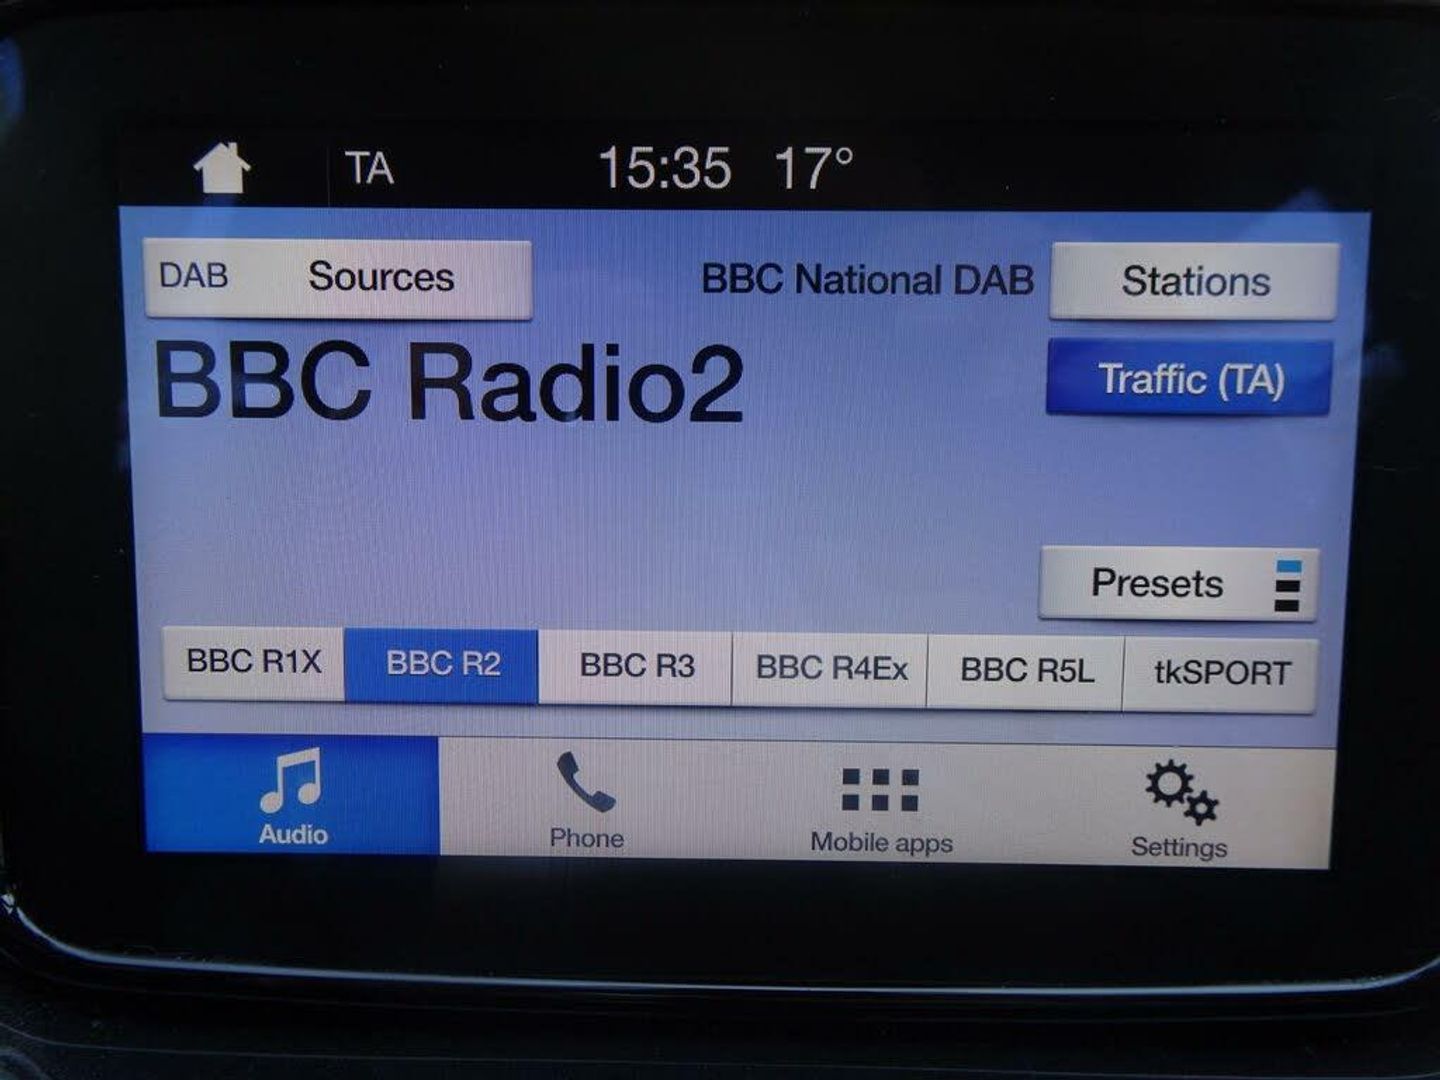 TA 15:35 17°
DAB Sources BBC National DAB Stations
BBC Radio2
Traffic (TA)
Presets
BBC R1X BBC R2 BBC R3 BBC R4Ex BBC R5L tkSPORT
Audio Phone Mobile apps Settings